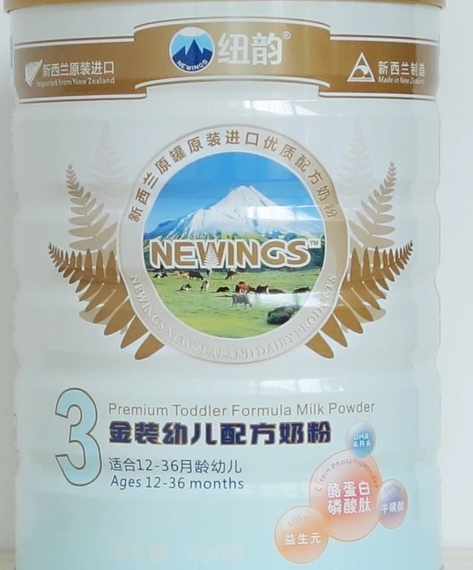 新西兰原装进口
Imported from New Zealand
NEWINGS
纽韵®
新西兰制造
Made in New Zealand
新西兰原罐原装进口优质配方奶粉
NEWINGS™
NEWINGS NEW ZEALAND DAIRY PRODUCTS
3
Premium Toddler Formula Milk Powder
金装幼儿配方奶粉
适合12-36月龄幼儿
Ages 12-36 months
DHA
ARA
酪蛋白
磷酸肽
牛磺酸
益生元